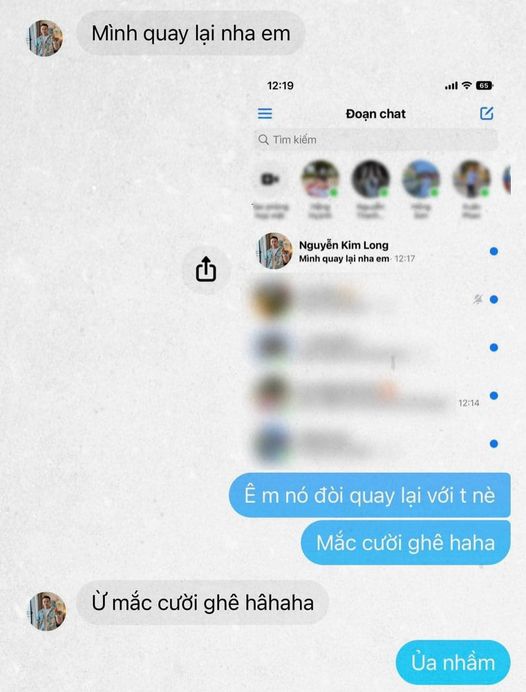 Mình quay lại nha em
12:19
65
Đoạn chat
Tìm kiếm
Nguyễn Kim Long
Mình quay lại nha em · 12:17
12:14
Ê m nó đòi quay lại với t nè
Mắc cười ghê haha
Ừ mắc cười ghê hâhaha
Ủa nhầm